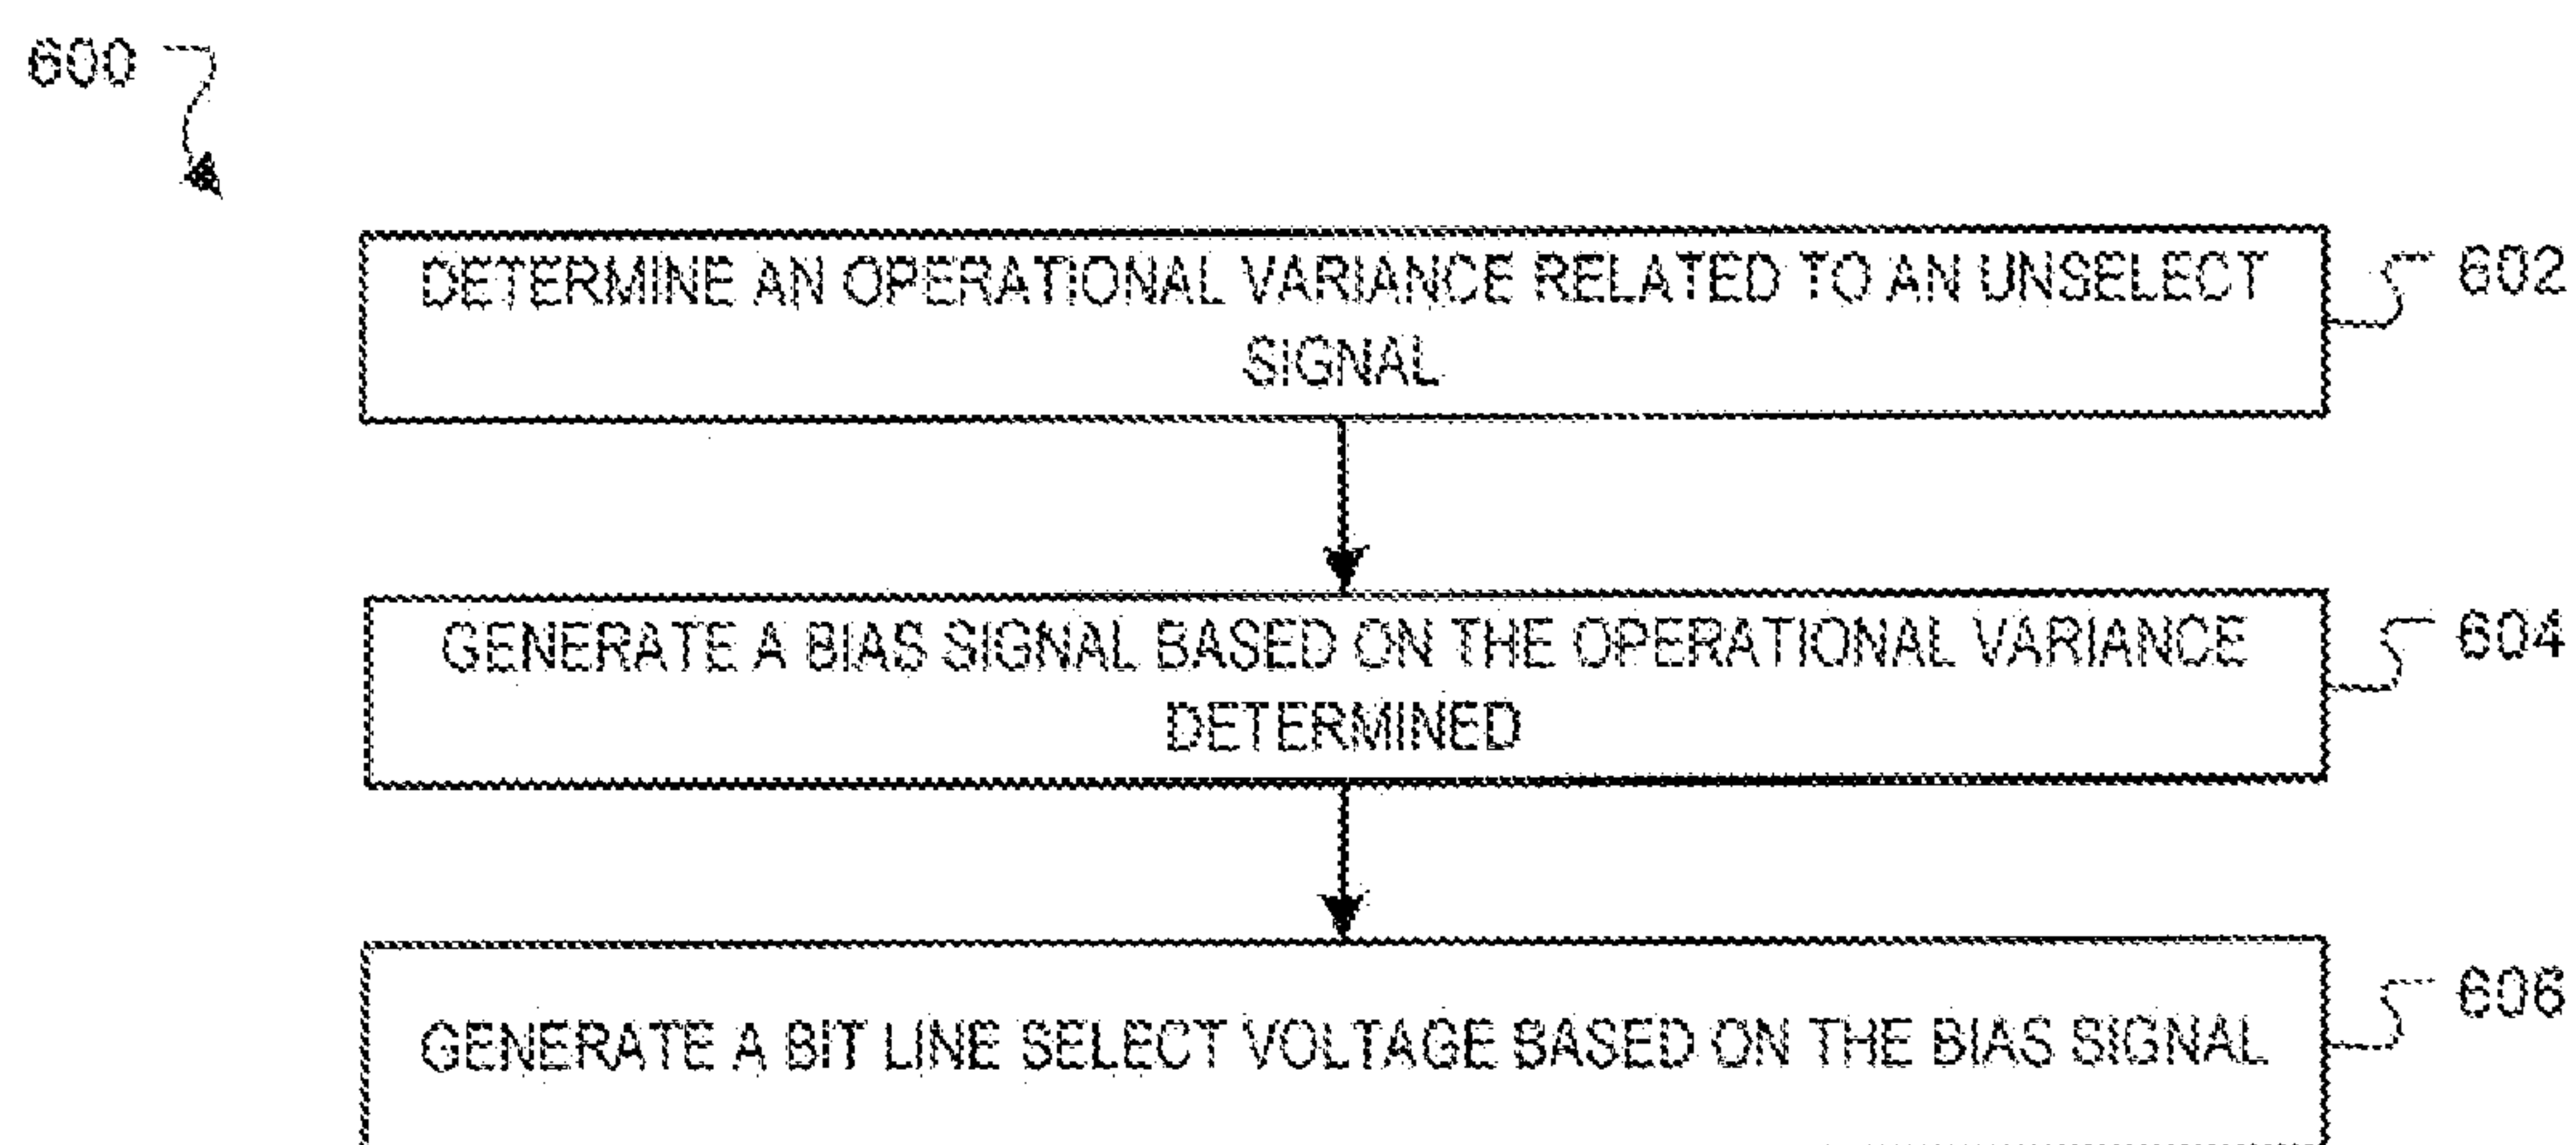 600
DETERMINE AN OPERATIONAL VARIANCE RELATED TO AN UNSELECT
SIGNAL
602
GENERATE A BIAS SIGNAL BASED ON THE OPERATIONAL VARIANCE
DETERMINED
604
GENERATE A BIT LINE SELECT VOLTAGE BASED ON THE BIAS SIGNAL
606